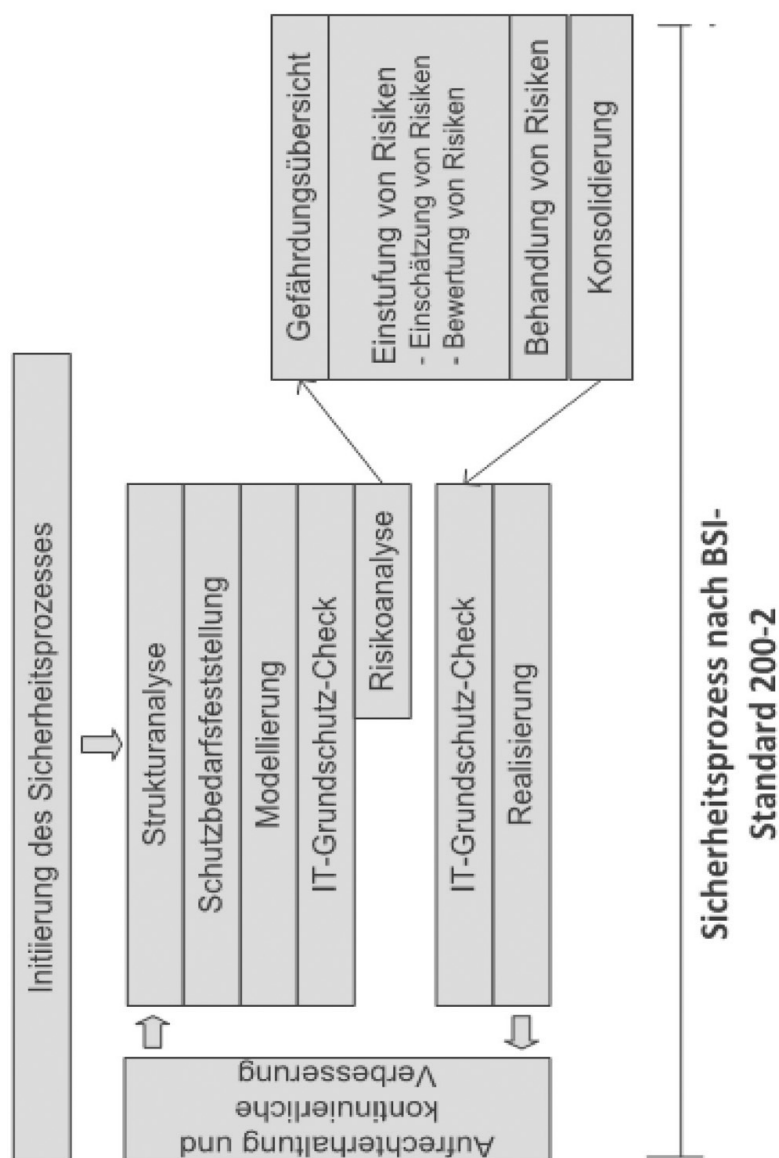 Initiierung des Sicherheitsprozesses
Strukturanalyse
Schutzbedarfsfeststellung
Modellierung
IT-Grundschutz-Check
Risikoanalyse
Gefährdungsübersicht
Einstufung von Risiken
- Einschätzung von Risiken
- Bewertung von Risiken
Behandlung von Risiken
Konsolidierung
IT-Grundschutz-Check
Realisierung
Aufrechterhaltung und
kontinuierliche
Verbesserung
Sicherheitsprozess nach BSI-
Standard 200-2